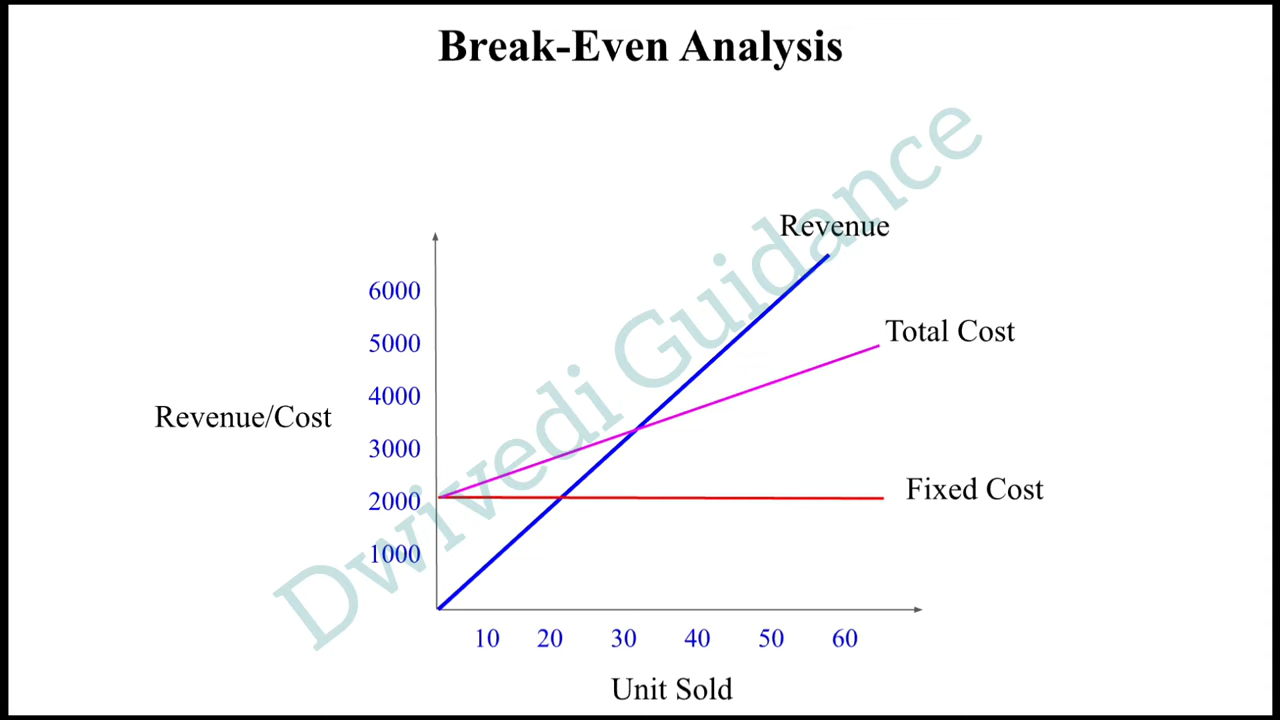 Break-Even Analysis
Dwivedi Guidance
Revenue
6000
Total Cost
5000
4000
Revenue/Cost
3000
Fixed Cost
2000
1000
10 20 30 40 50 60
Unit Sold